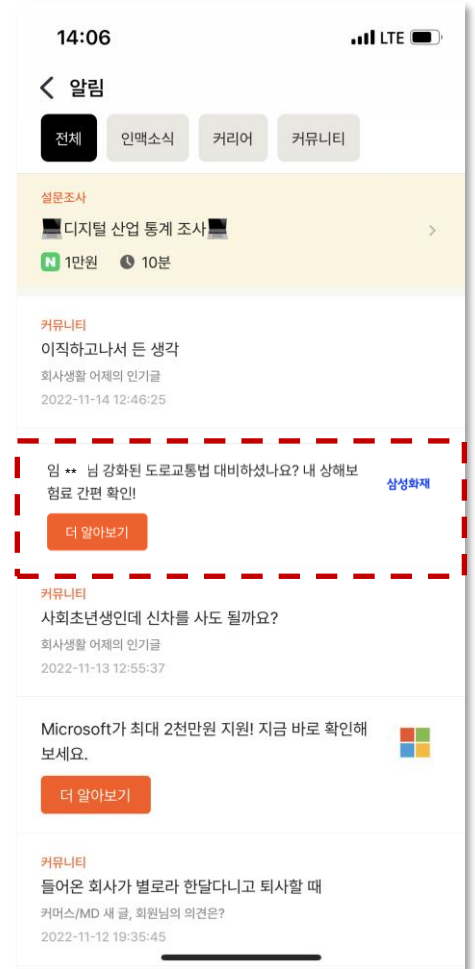 14:06
LTE
알림
전체
인맥소식
커리어
커뮤니티
설문조사
디지털 산업 통계 조사
N 1만원 10분
커뮤니티
이직하고나서 든 생각
회사생활 어제의 인기글
2022-11-14 12:46:25
임 ** 님 강화된 도로교통법 대비하셨나요? 내 상해보
험료 간편 확인!
삼성화재
더 알아보기
커뮤니티
사회초년생인데 신차를 사도 될까요?
회사생활 어제의 인기글
2022-11-13 12:55:37
Microsoft가 최대 2천만원 지원! 지금 바로 확인해
보세요.
더 알아보기
커뮤니티
들어온 회사가 별로라 한달다니고 퇴사할 때
커머스/MD 새 글, 회원님의 의견은?
2022-11-12 19:35:45